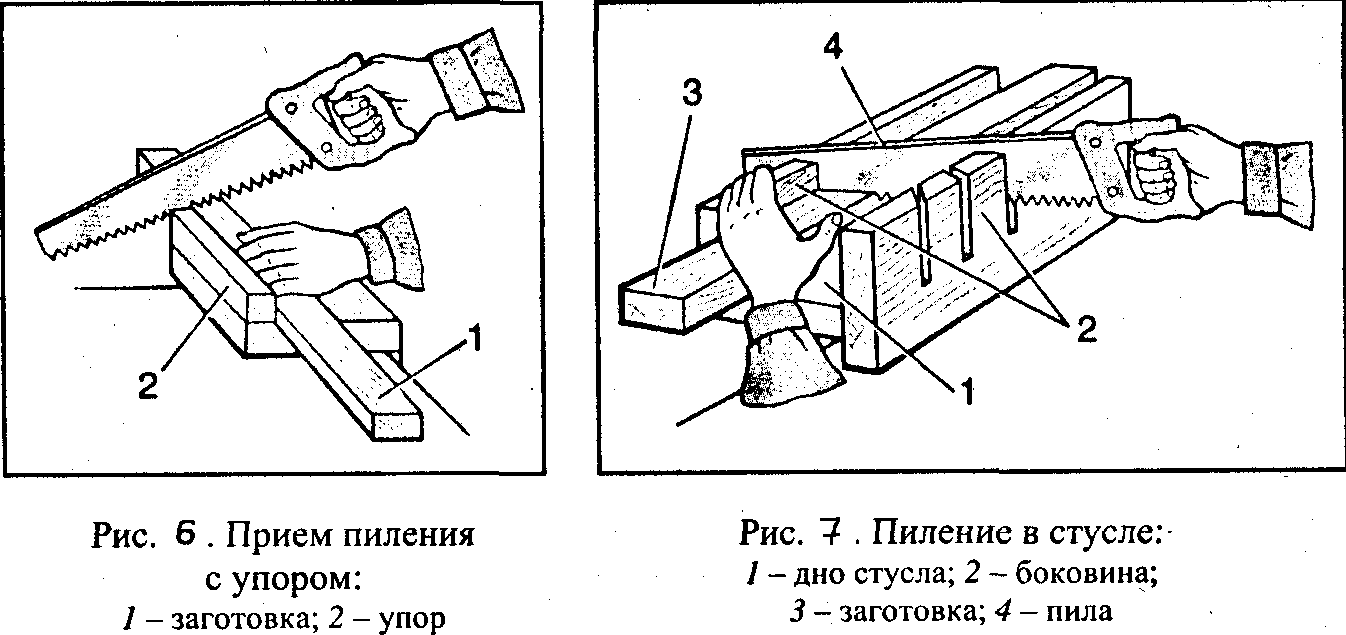 1
2
3
4
2
1
Рис. 6 . Прием пиления
с упором:
1 – заготовка; 2 – упор
Рис. 7 . Пиление в стусле:
1 – дно стусла; 2 – боковина;
3 – заготовка; 4 – пила